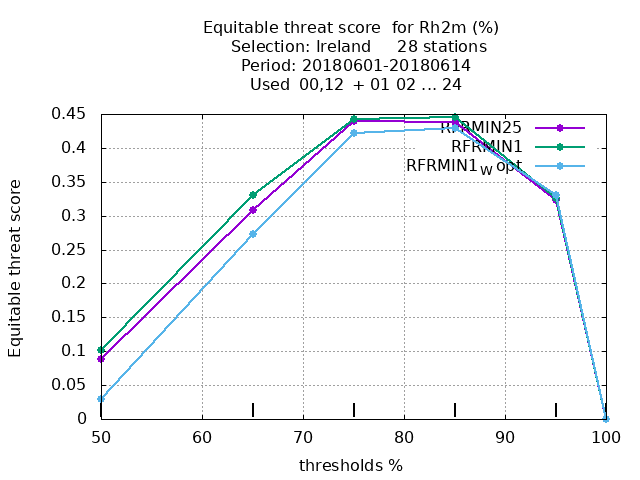 Equitable threat score  for Rh2m (%)
Selection: Ireland     28 stations
Period: 20180601-20180614
Used  00,12  + 01 02 ... 24
RFRMIN25
RFRMIN1
RFRMIN1W opt
Equitable threat score
0.45
0.4
0.35
0.3
0.25
0.2
0.15
0.1
0.05
0
50 60 70 80 90 100
thresholds %